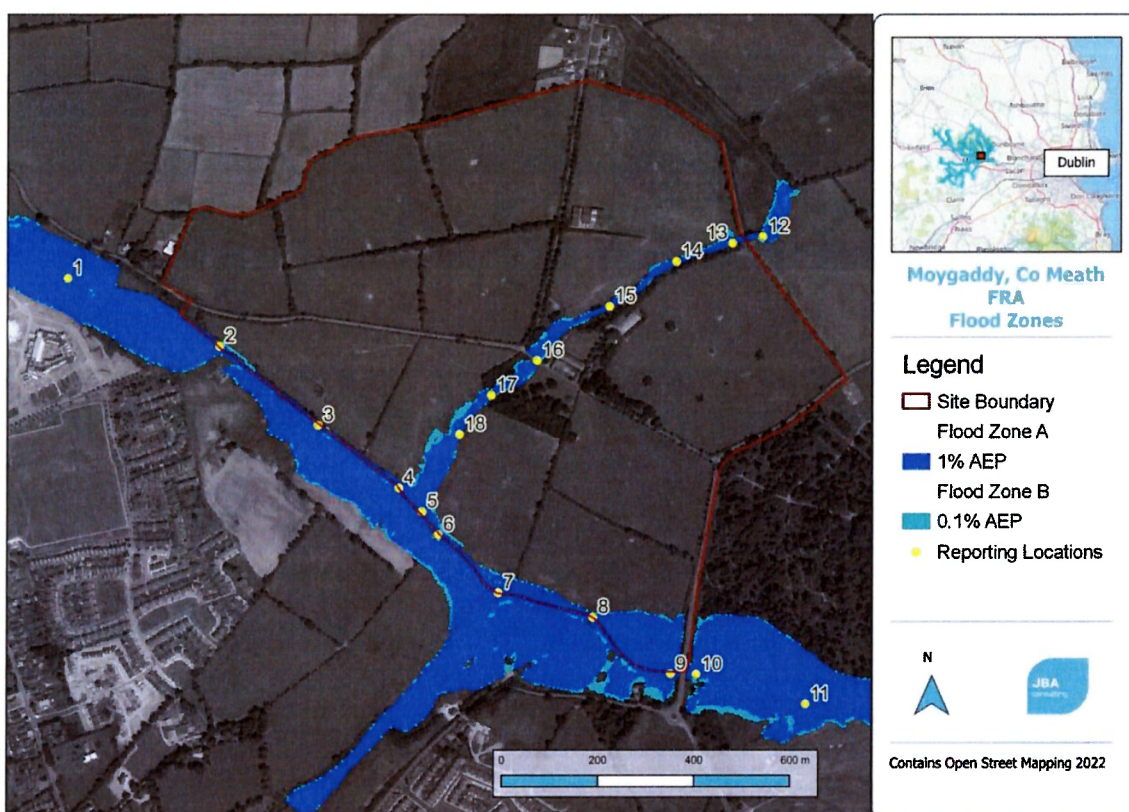 1
2
3
4
5
6
7
8
9
10
11
12
13
14
15
16
17
18
0 200 400 600 m
Dublin
Moygaddy, Co Meath
FRA
Flood Zones
Legend
Site Boundary
Flood Zone A
1% AEP
Flood Zone B
0.1% AEP
Reporting Locations
N
JBA
consulting
Contains Open Street Mapping 2022